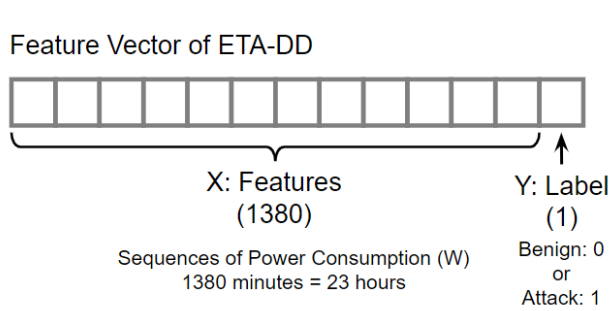 Feature Vector of ETA-DD
X: Features
(1380)
Sequences of Power Consumption (W)
1380 minutes = 23 hours
Y: Label
(1)
Benign: 0
or
Attack: 1